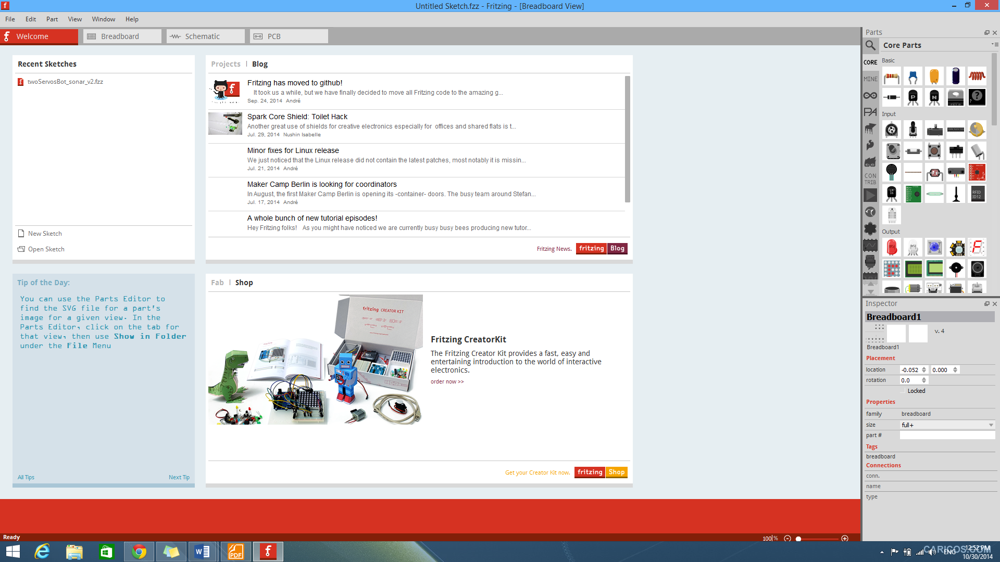 Untitled Sketch.fzz - Fritzing - [Breadboard View]
File Edit Part View Window Help
Welcome Breadboard Schematic PCB
Recent Sketches
twoServosBot_sonar_v2.fzz
New Sketch
Open Sketch
Projects | Blog
Fritzing has moved to github!
It took us a while, but we have finally decided to move all Fritzing code to the amazing g...
Sep. 24, 2014 André
Spark Core Shield: Toilet Hack
Another great use of shields for creative electronics especially for offices and shared flats is t...
Jul. 29, 2014 Nushin Isabelle
Minor fixes for Linux release
We just noticed that the Linux release did not contain the latest patches, most notably it is missin...
Jul. 21, 2014 André
Maker Camp Berlin is looking for coordinators
In August, the first Maker Camp Berlin is opening its -container- doors. The busy team around Stefan...
Jul. 17, 2014 André
A whole bunch of new tutorial episodes!
Hey Fritzing folks! As you might have noticed we are currently busy busy bees producing new tutor...
Fritzing News. fritzing Blog
Tip of the Day:
You can use the Parts Editor to
find the SVG file for a part's
image for a given view. In the
Parts Editor, click on the tab for
that view, then use Show in Folder
under the File Menu
All Tips Next Tip
Fab | Shop
fritzing CREATOR KIT
Fritzing CreatorKit
The Fritzing Creator Kit provides a fast, easy and
entertaining introduction to the world of interactive
electronics.
order now >>
Get your Creator Kit now. fritzing Shop
Parts
Core Parts
CORE
MINE
CON
TRIB
Basic
P N ?
Input
LM
35
RFID
ID12
Output
Inspector
Breadboard1
v. 4
Breadboard1
Placement
location -0.052 0.000
rotation 0.0
Locked
Properties
family breadboard
size full+
part #
Tags
breadboard
Connections
conn.
name
type
Ready
100 %
W
PDF
ENG
12:52 PM
10/30/2014
CARICOS.COM